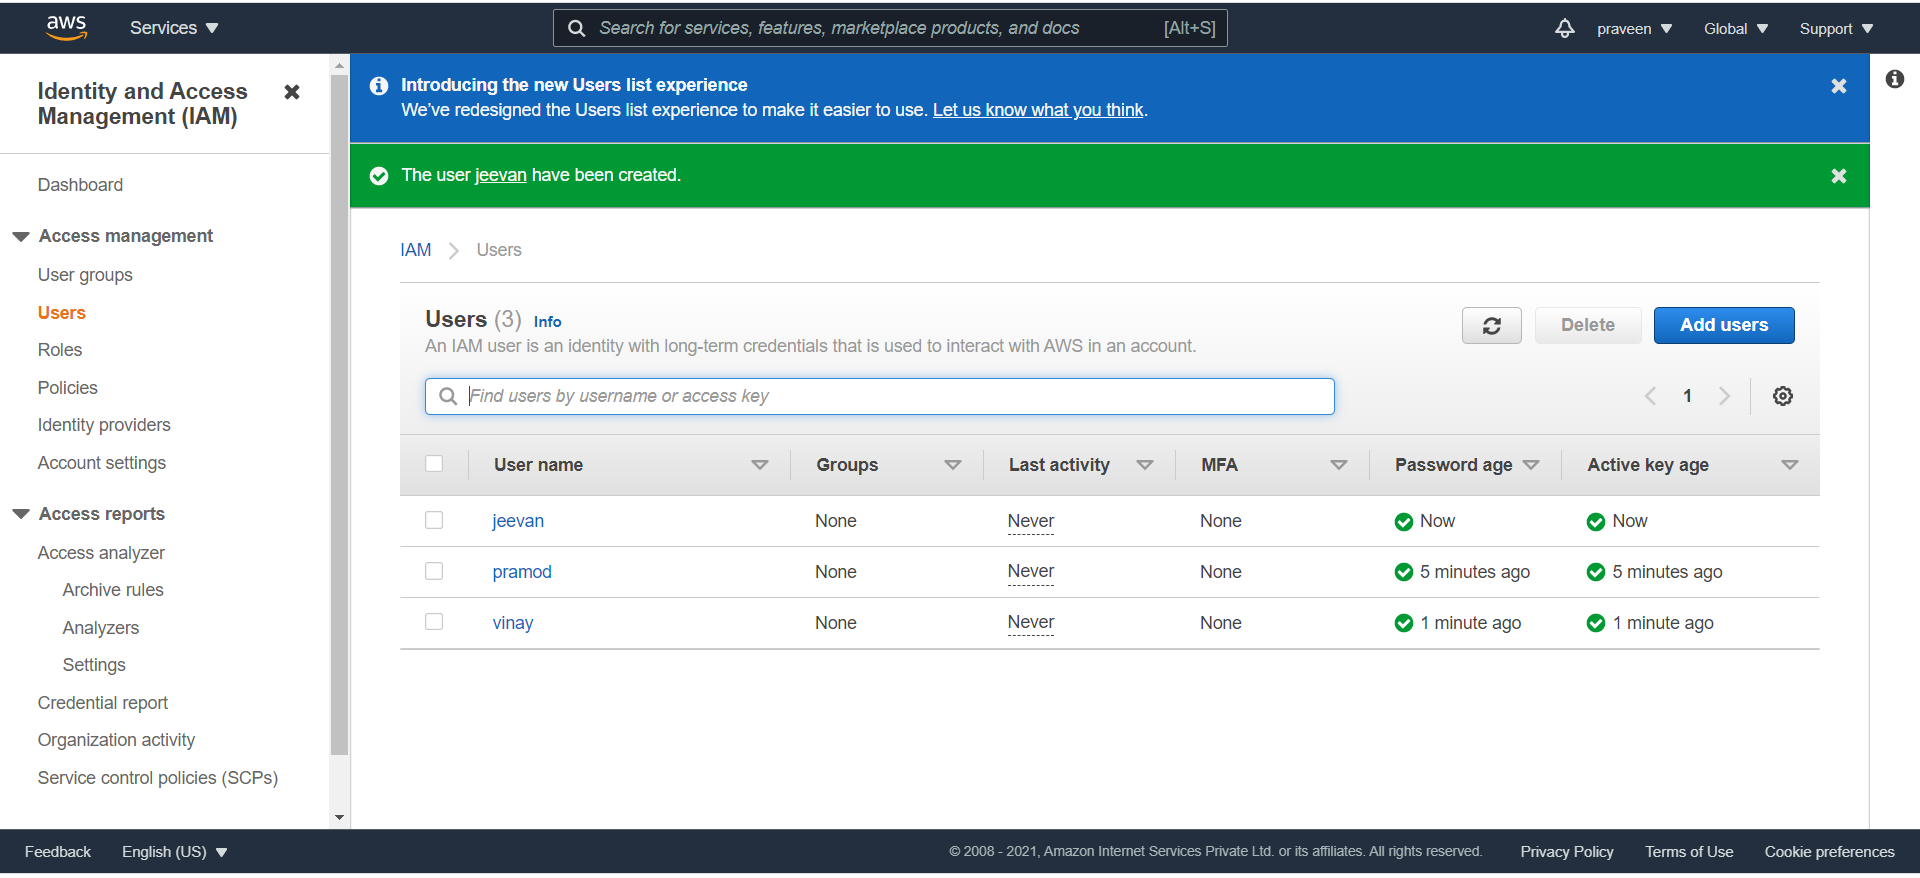 aws
Services
Search for services, features, marketplace products, and docs [Alt+S]
praveen
Global
Support
Identity and Access
Management (IAM)
Dashboard
Access management
User groups
Users
Roles
Policies
Identity providers
Account settings
Access reports
Access analyzer
Archive rules
Analyzers
Settings
Credential report
Organization activity
Service control policies (SCPs)
Introducing the new Users list experience
We've redesigned the Users list experience to make it easier to use. Let us know what you think.
The user jeevan have been created.
IAM Users
Users (3) Info
An IAM user is an identity with long-term credentials that is used to interact with AWS in an account.
Delete
Add users
Find users by username or access key
1
User name Groups Last activity MFA Password age Active key age
jeevan None Never None Now Now
pramod None Never None 5 minutes ago 5 minutes ago
vinay None Never None 1 minute ago 1 minute ago
Feedback English (US) © 2008 - 2021, Amazon Internet Services Private Ltd. or its affiliates. All rights reserved. Privacy Policy Terms of Use Cookie preferences